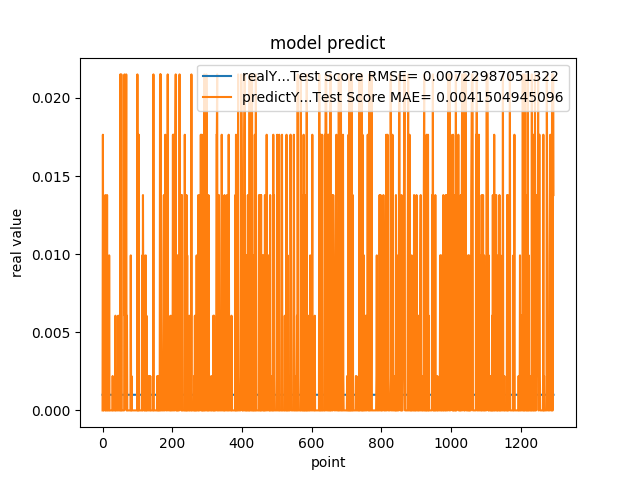 model predict
realY...Test Score RMSE= 0.00722987051322
predictY...Test Score MAE= 0.0041504945096
0.020
0.015
0.010
0.005
0.000
real value
0 200 400 600 800 1000 1200
point